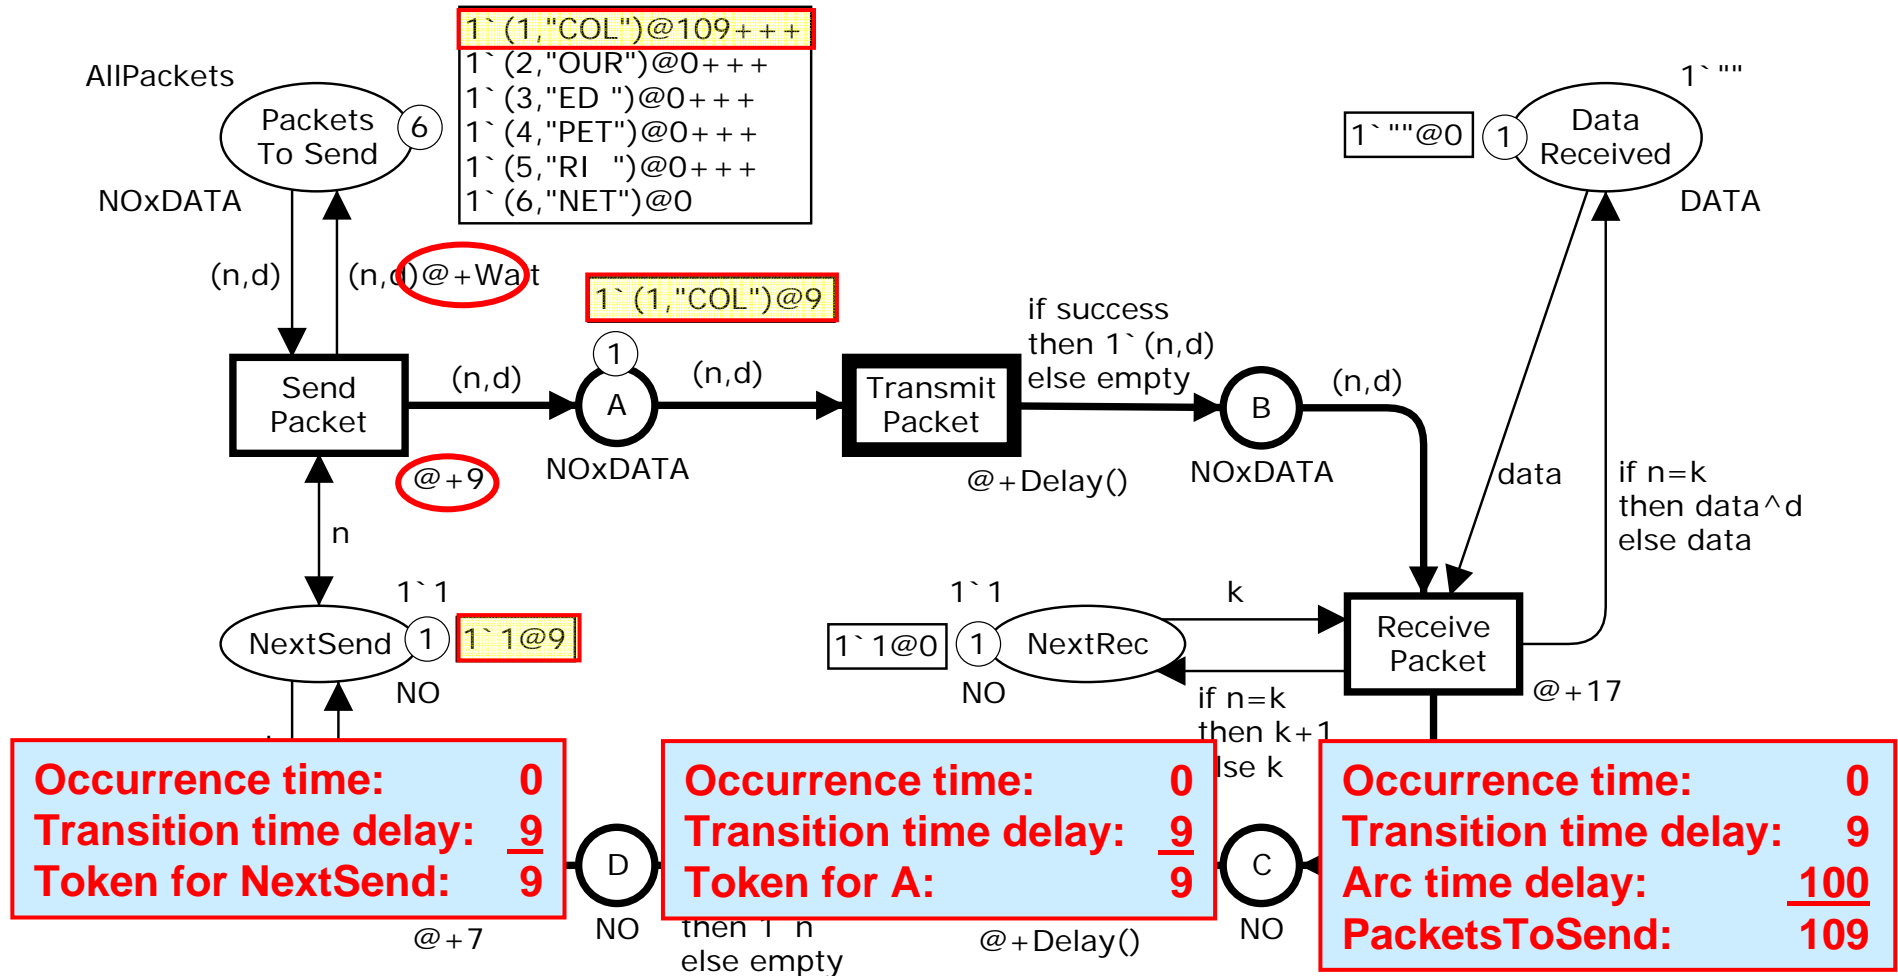 1`(1,"COL")@109+++
1`(2,"OUR")@0+++
1`(3,"ED ")@0+++
1`(4,"PET")@0+++
1`(5,"RI  ")@0+++
1`(6,"NET")@0
AllPackets
Packets
To Send
6
NOxDATA
1`""
1`""@0
1
Data
Received
DATA
(n,d)
(n,d)@+Wait
1`(1,"COL")@9
if success
then 1`(n,d)
else empty
Send
Packet
(n,d)
1
A
(n,d)
Transmit
Packet
B
(n,d)
@+9
NOxDATA
@+Delay()
NOxDATA
data
if n=k
then data^d
else data
n
1`1
NextSend
1
1`1@9
NO
1`1
1`1@0
1
NextRec
NO
k
Receive
Packet
@+17
if n=k
then k+1
lse k
Occurrence time: 0
Transition time delay: 9
Token for NextSend: 9
D
NO
Occurrence time: 0
Transition time delay: 9
Token for A: 9
C
NO
Occurrence time: 0
Transition time delay: 9
Arc time delay: 100
PacketsToSend: 109
@+7
then 1 n
else empty
@+Delay()